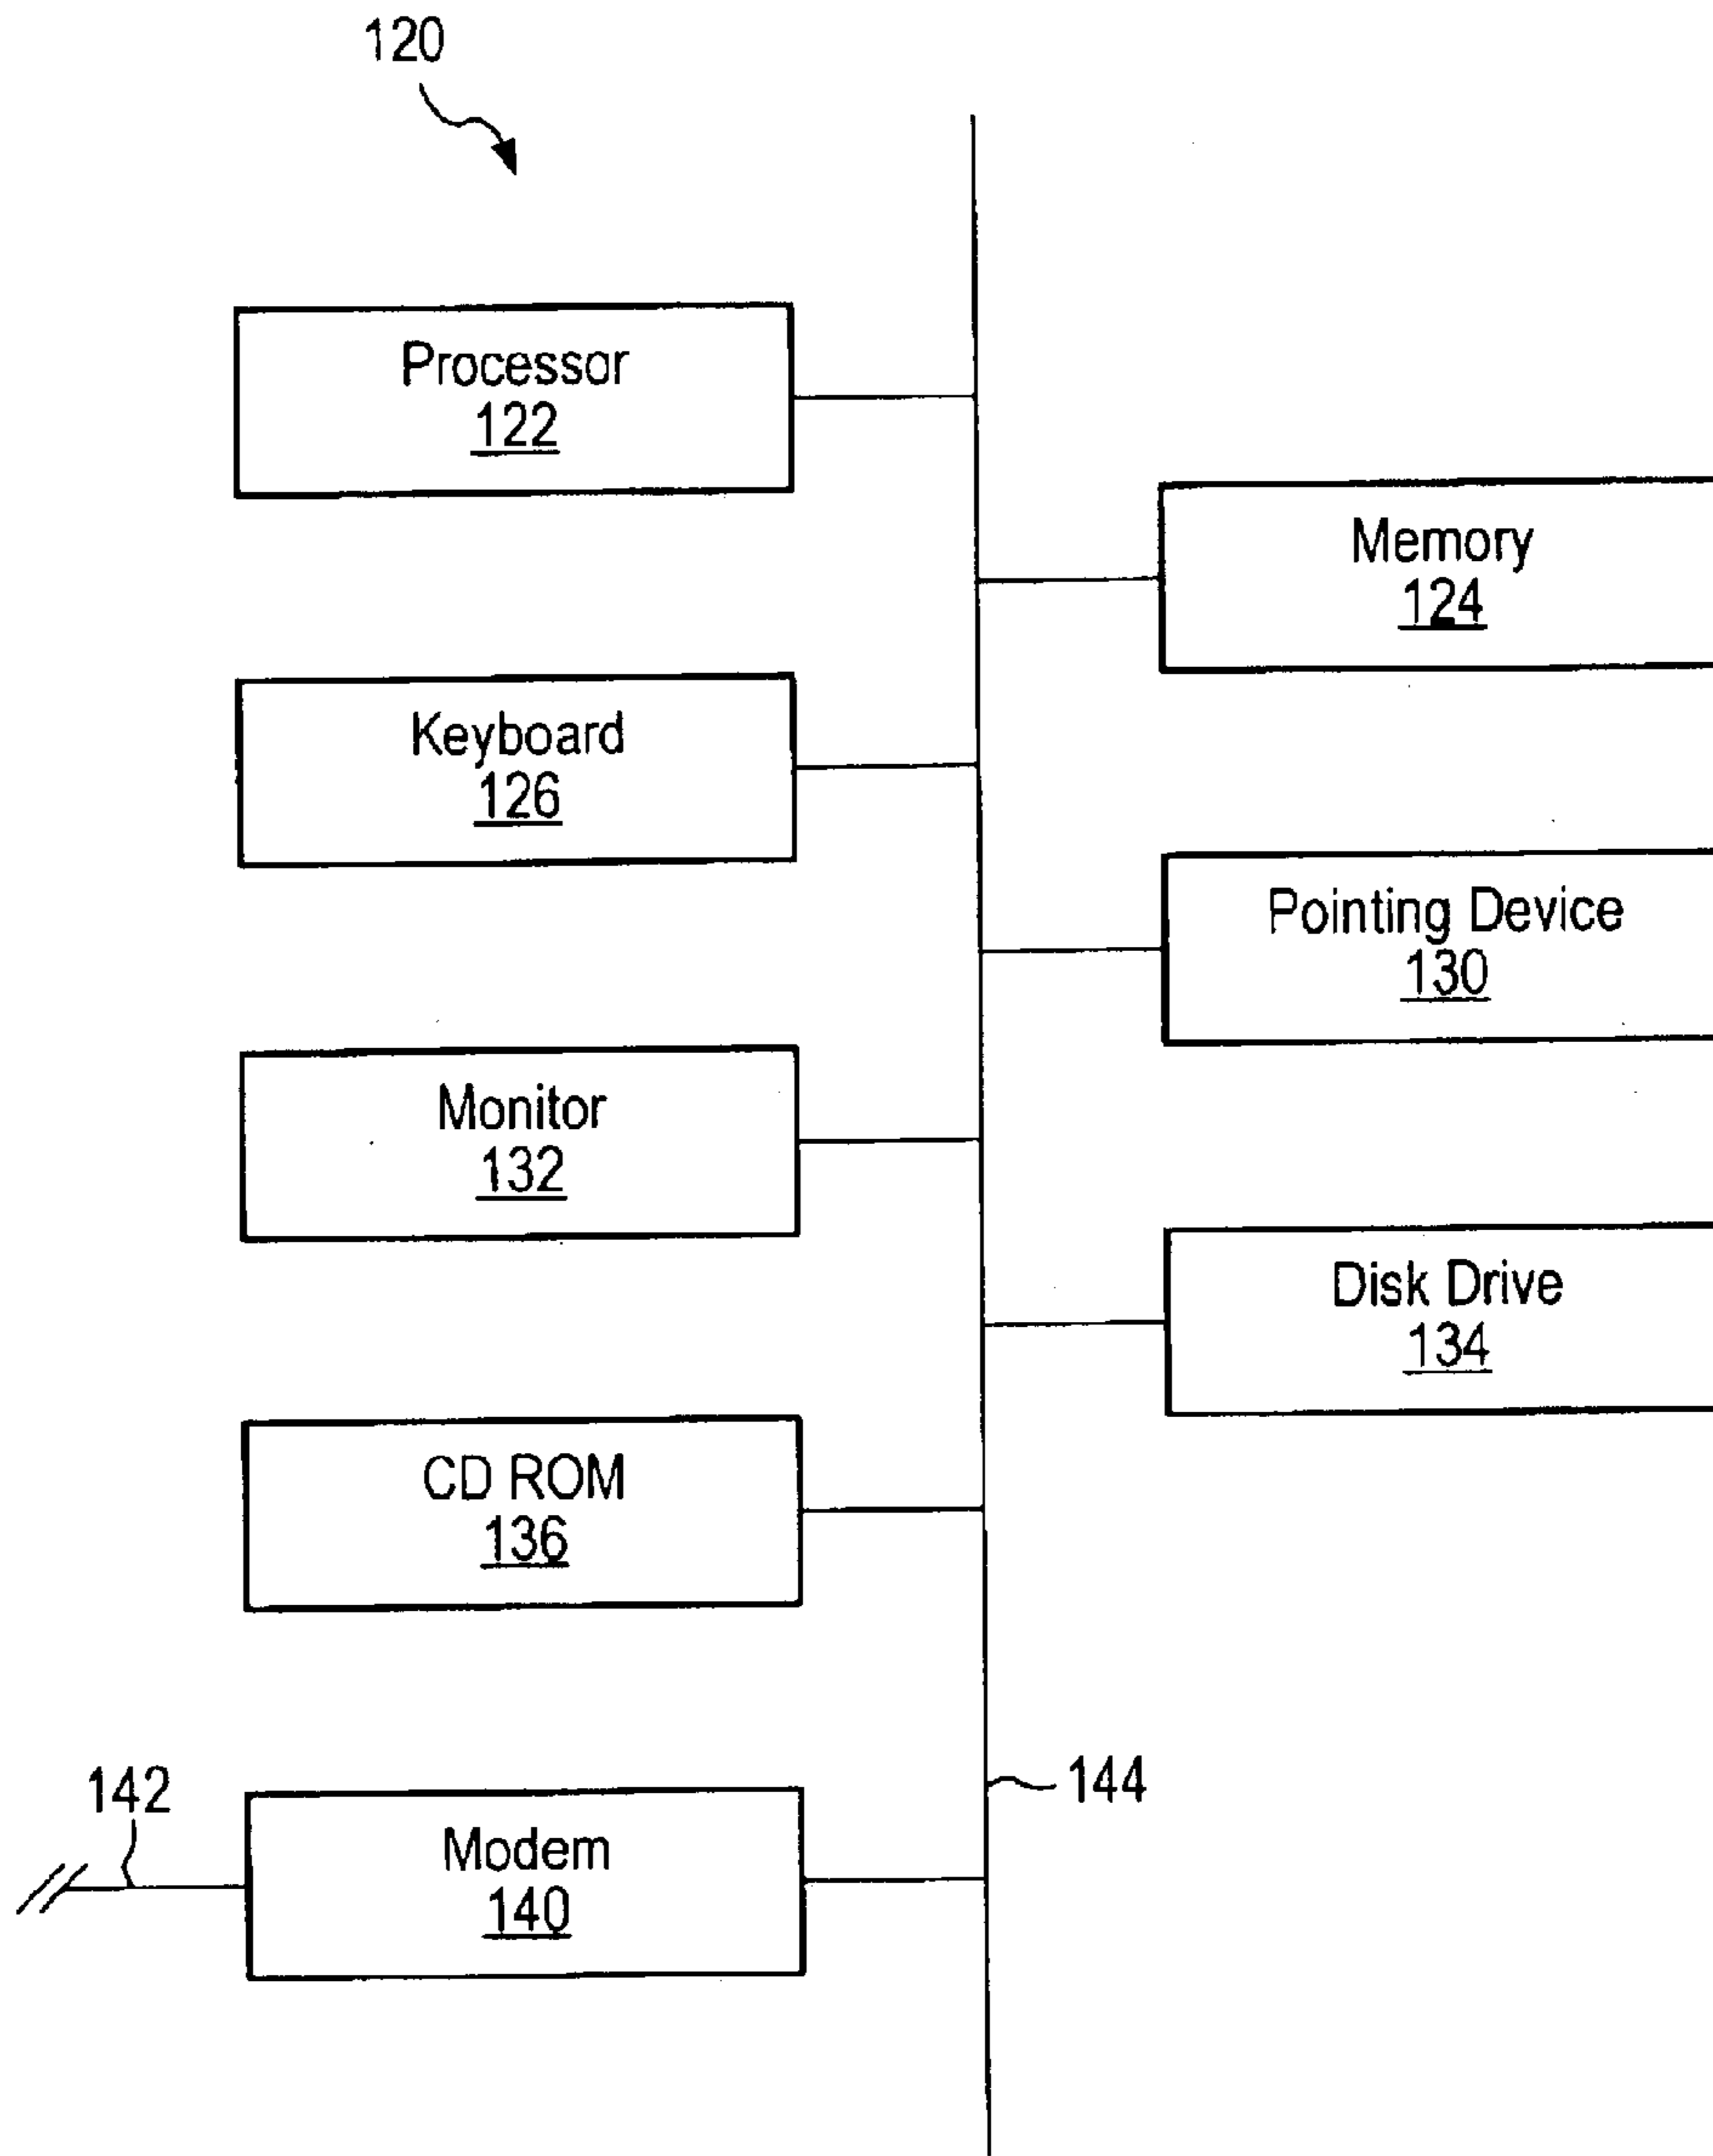 120
Processor
122
Memory
124
Keyboard
126
Pointing Device
130
Monitor
132
Disk Drive
134
CD ROM
136
142
144
Modem
140